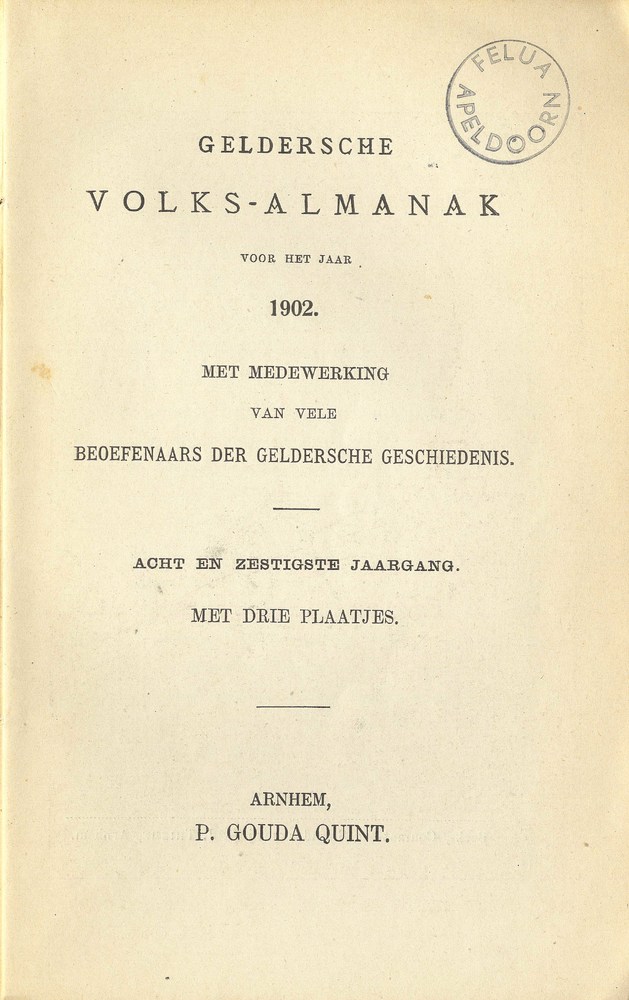 FELUA
APELDOORN
GELDERSCHE
VOLKS-ALMANAK
VOOR HET JAAR
1902.
MET MEDEWERKING
VAN VELE
BEOEFENAARS DER GELDERSCHE GESCHIEDENIS.
ACHT EN ZESTIGSTE JAARGANG.
MET DRIE PLAATJES.
ARNHEM,
P. GOUDA QUINT.